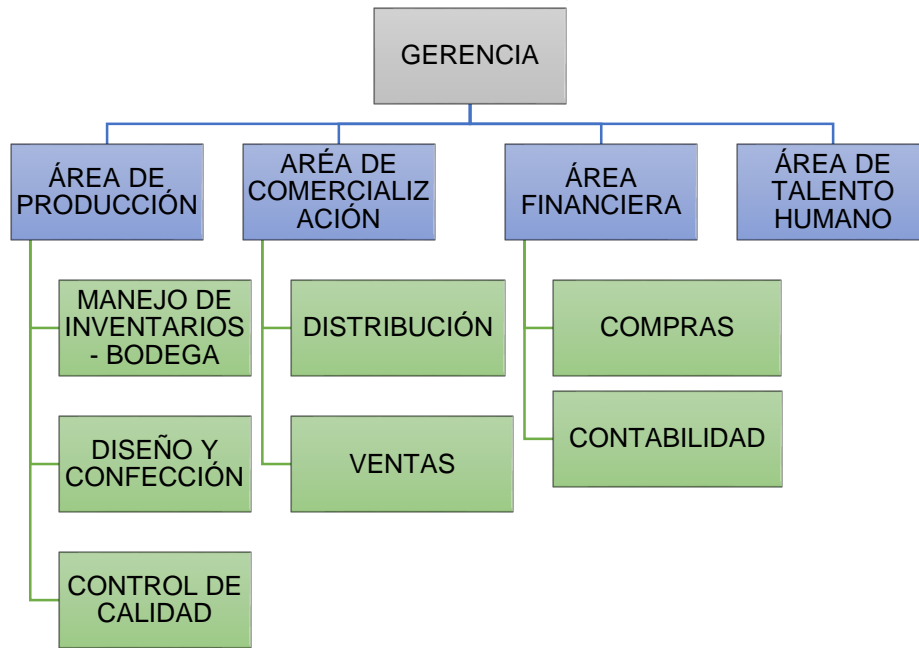 GERENCIA
ÁREA DE
PRODUCCIÓN
ARÉA DE
COMERCIALIZ
ACIÓN
ÁREA
FINANCIERA
ÁREA DE
TALENTO
HUMANO
MANEJO DE
INVENTARIOS
- BODEGA
DISTRIBUCIÓN
COMPRAS
DISEÑO Y
CONFECCIÓN
VENTAS
CONTABILIDAD
CONTROL DE
CALIDAD